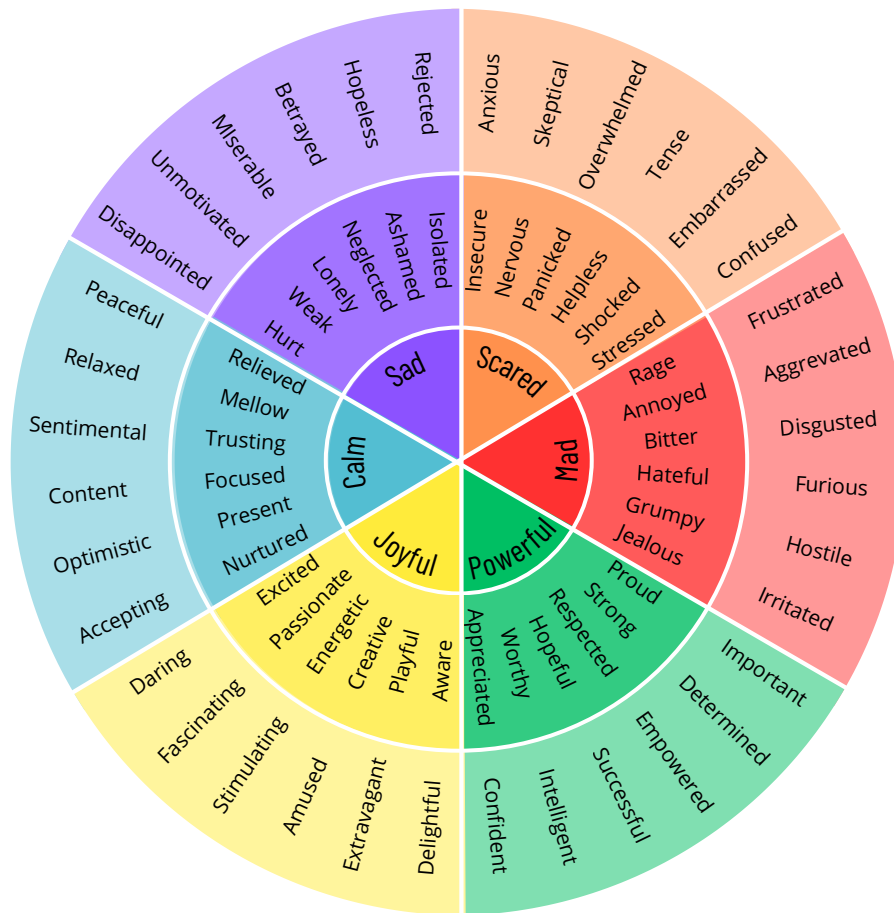 Sad
Scared
Mad
Powerful
Joyful
Calm
Hurt
Weak
Lonely
Neglected
Ashamed
Isolated
Insecure
Nervous
Panicked
Helpless
Shocked
Stressed
Rage
Annoyed
Bitter
Hateful
Grumpy
Jealous
Proud
Strong
Respected
Hopeful
Worthy
Appreciated
Aware
Playful
Creative
Energetic
Passionate
Excited
Nurtured
Present
Focused
Trusting
Mellow
Relieved
Disappointed
Unmotivated
MIserable
Betrayed
Hopeless
Rejected
Anxious
Skeptical
Overwhelmed
Tense
Embarrassed
Confused
Frustrated
Aggrevated
Disgusted
Furious
Hostile
Irritated
Important
Determined
Empowered
Successful
Intelligent
Confident
Delightful
Extravagant
Amused
Stimulating
Fascinating
Daring
Accepting
Optimistic
Content
Sentimental
Relaxed
Peaceful